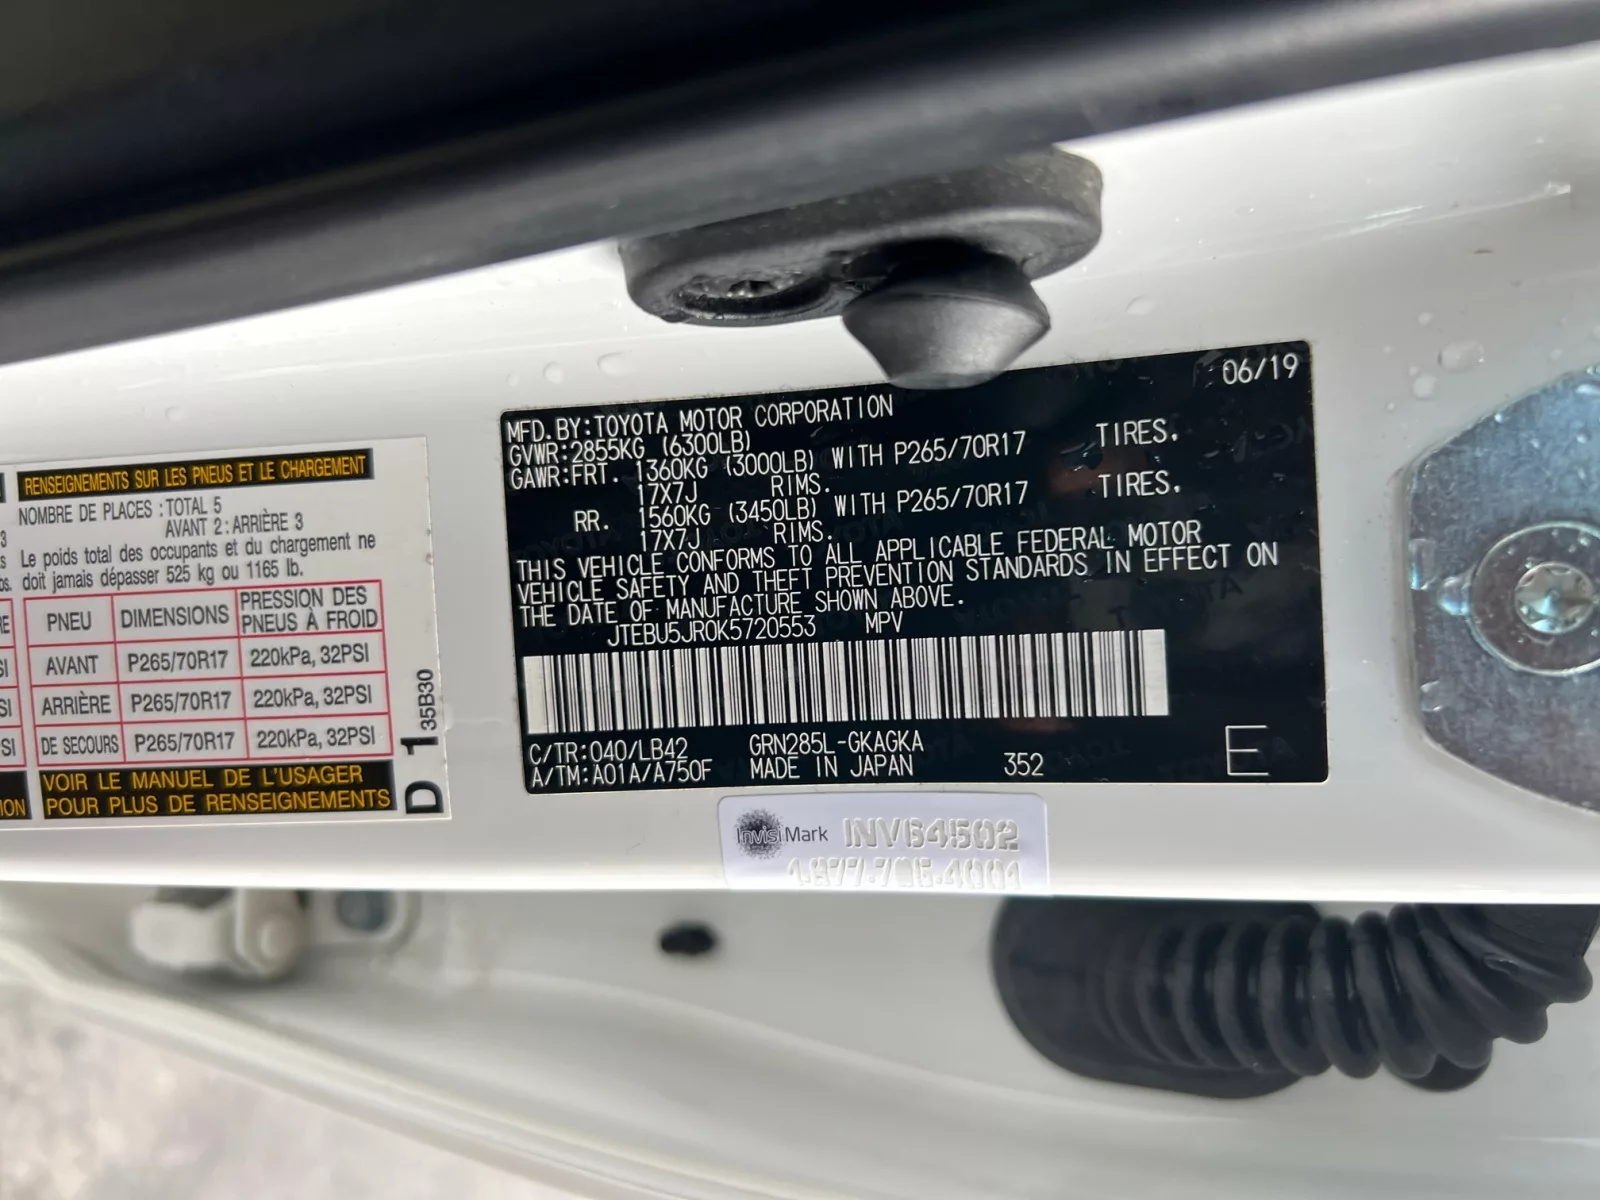 RENSEIGNEMENTS SUR LES PNEUS ET LE CHARGEMENT
NOMBRE DE PLACES : TOTAL 5
AVANT 2 : ARRIÈRE 3
Le poids total des occupants et du chargement ne
doit jamais dépasser 525 kg ou 1165 lb.
PNEU DIMENSIONS PRESSION DES PNEUS À FROID
AVANT P265/70R17 220kPa, 32PSI
ARRIÈRE P265/70R17 220kPa, 32PSI
DE SECOURS P265/70R17 220kPa, 32PSI
VOIR LE MANUEL DE L'USAGER
POUR PLUS DE RENSEIGNEMENTS
D 1 35B30
06/19
MFD.BY:TOYOTA MOTOR CORPORATION
GVWR:2855KG (6300LB)
GAWR:FRT. 1360KG (3000LB) WITH P265/70R17 TIRES.
17X7J RIMS.
RR. 1560KG (3450LB) WITH P265/70R17 TIRES.
17X7J RIMS.
THIS VEHICLE CONFORMS TO ALL APPLICABLE FEDERAL MOTOR
VEHICLE SAFETY AND THEFT PREVENTION STANDARDS IN EFFECT ON
THE DATE OF MANUFACTURE SHOWN ABOVE.
JTEBU5JR0K5720553 MPV
C/TR:040/LB42 GRN285L-GKAGKA
A/TM:A01A/A750F MADE IN JAPAN 352 E
InvisiMark INV64502